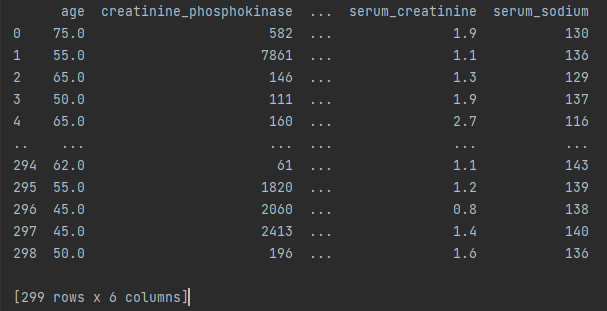 age creatinine_phosphokinase ... serum_creatinine serum_sodium
0 75.0 582 ... 1.9 130
1 55.0 7861 ... 1.1 136
2 65.0 146 ... 1.3 129
3 50.0 111 ... 1.9 137
4 65.0 160 ... 2.7 116
.. ... ... ... ... ...
294 62.0 61 ... 1.1 143
295 55.0 1820 ... 1.2 139
296 45.0 2060 ... 0.8 138
297 45.0 2413 ... 1.4 140
298 50.0 196 ... 1.6 136
[299 rows x 6 columns]